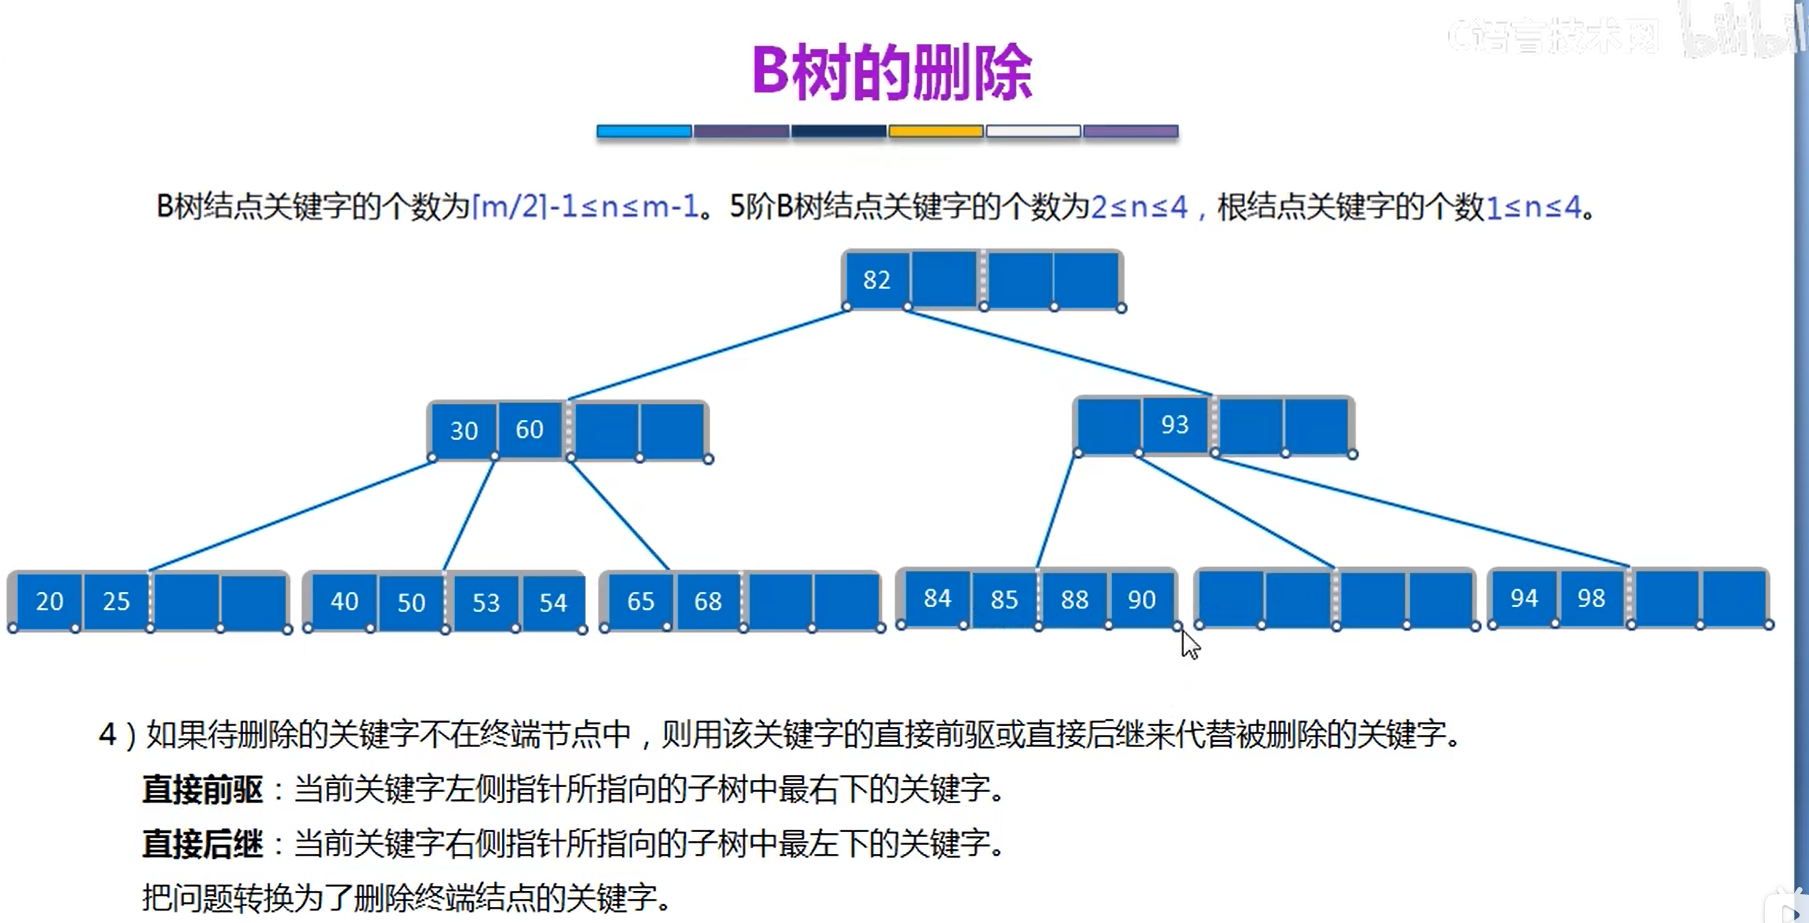 C语言技术网 bilibili
B树的删除
B树结点关键字的个数为⌈m/2⌉-1≤n≤m-1。5阶B树结点关键字的个数为2≤n≤4，根结点关键字的个数1≤n≤4。
82
30 60
93
20 25
40 50 53 54
65 68
84 85 88 90
94 98
4）如果待删除的关键字不在终端节点中，则用该关键字的直接前驱或直接后继来代替被删除的关键字。
直接前驱：当前关键字左侧指针所指向的子树中最右下的关键字。
直接后继：当前关键字右侧指针所指向的子树中最左下的关键字。
把问题转换为了删除终端结点的关键字。